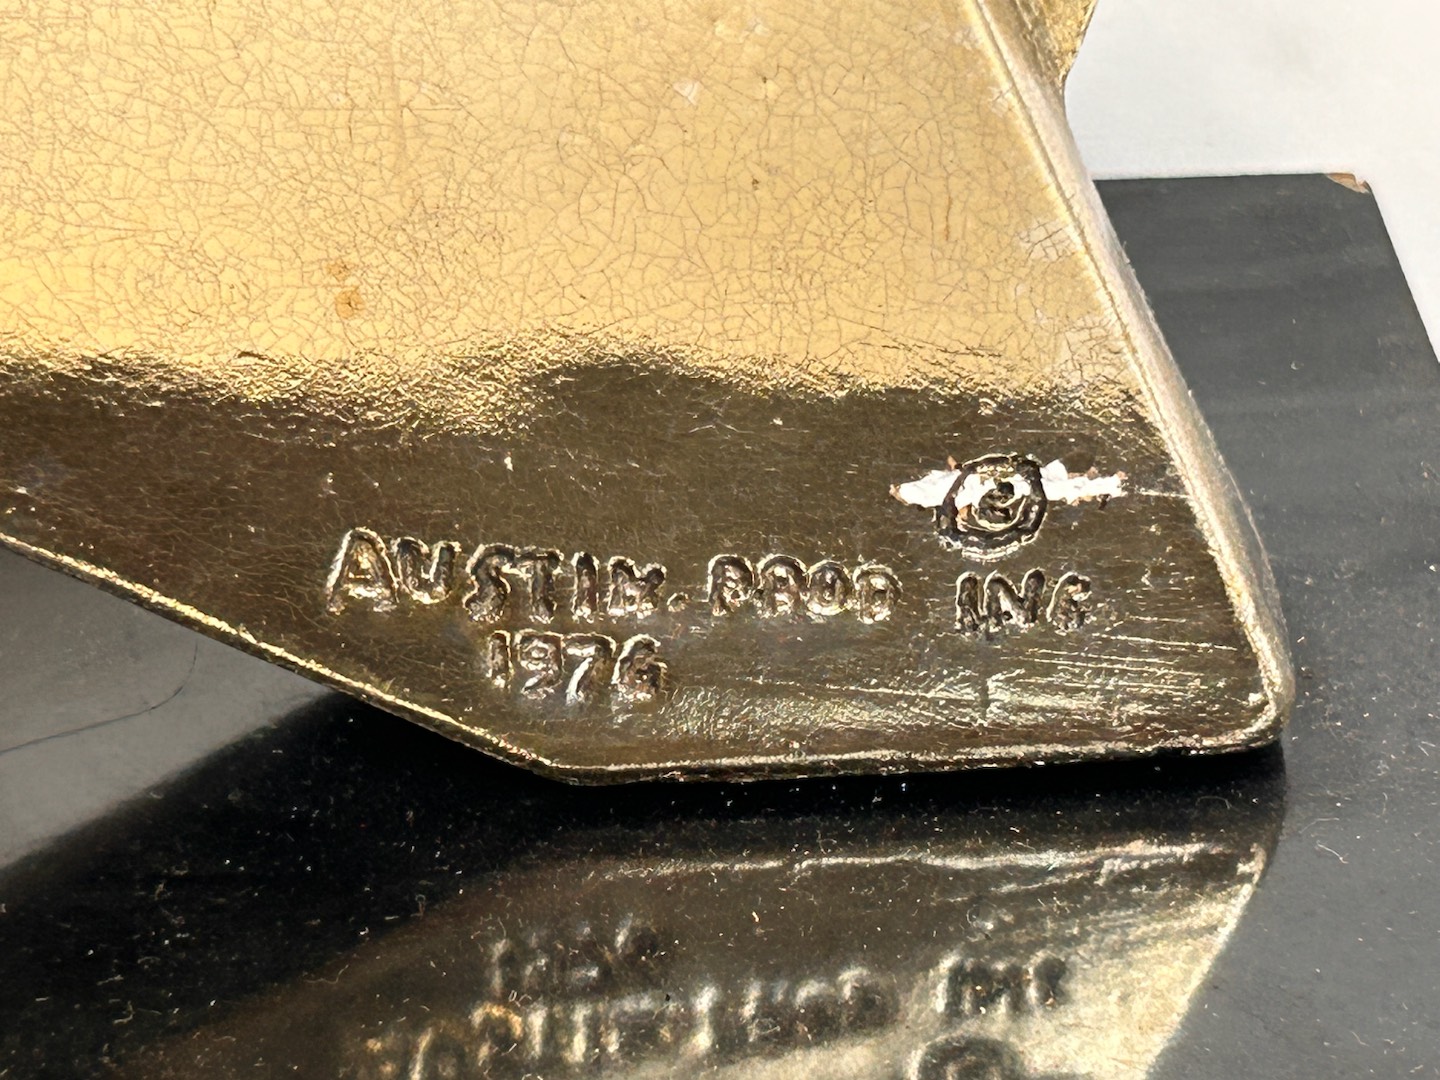 ©
AUSTIN. PROD INC.
1976